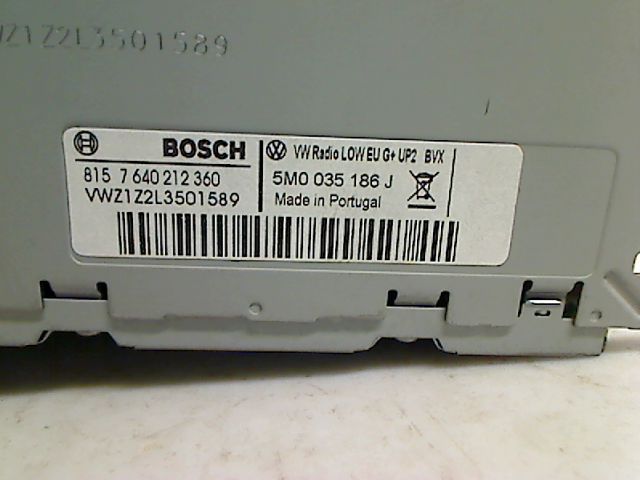 VWZ1Z2L3501589
BOSCH
815 7 640 212 360
VWZ1Z2L3501589
VW Radio LOW EU G+ UP2 BVX
5M0 035 186 J
Made in Portugal